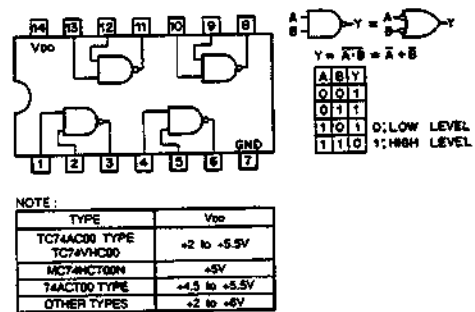 14 13 12 11 10 9 8
VDD
1 2 3 4 5 6 7
GND
A B Y = A B Y
Y = A·B = A + B
A B Y
0 0 1
0 1 1
1 0 1 0:LOW LEVEL
1 1 0 1:HIGH LEVEL
NOTE :
TYPE VDD
TC74AC00 TYPE
TC74VHC00
+2 to +5.5V
MC74HCT00N +5V
74ACT00 TYPE +4.5 to +5.5V
OTHER TYPES +2 to +6V